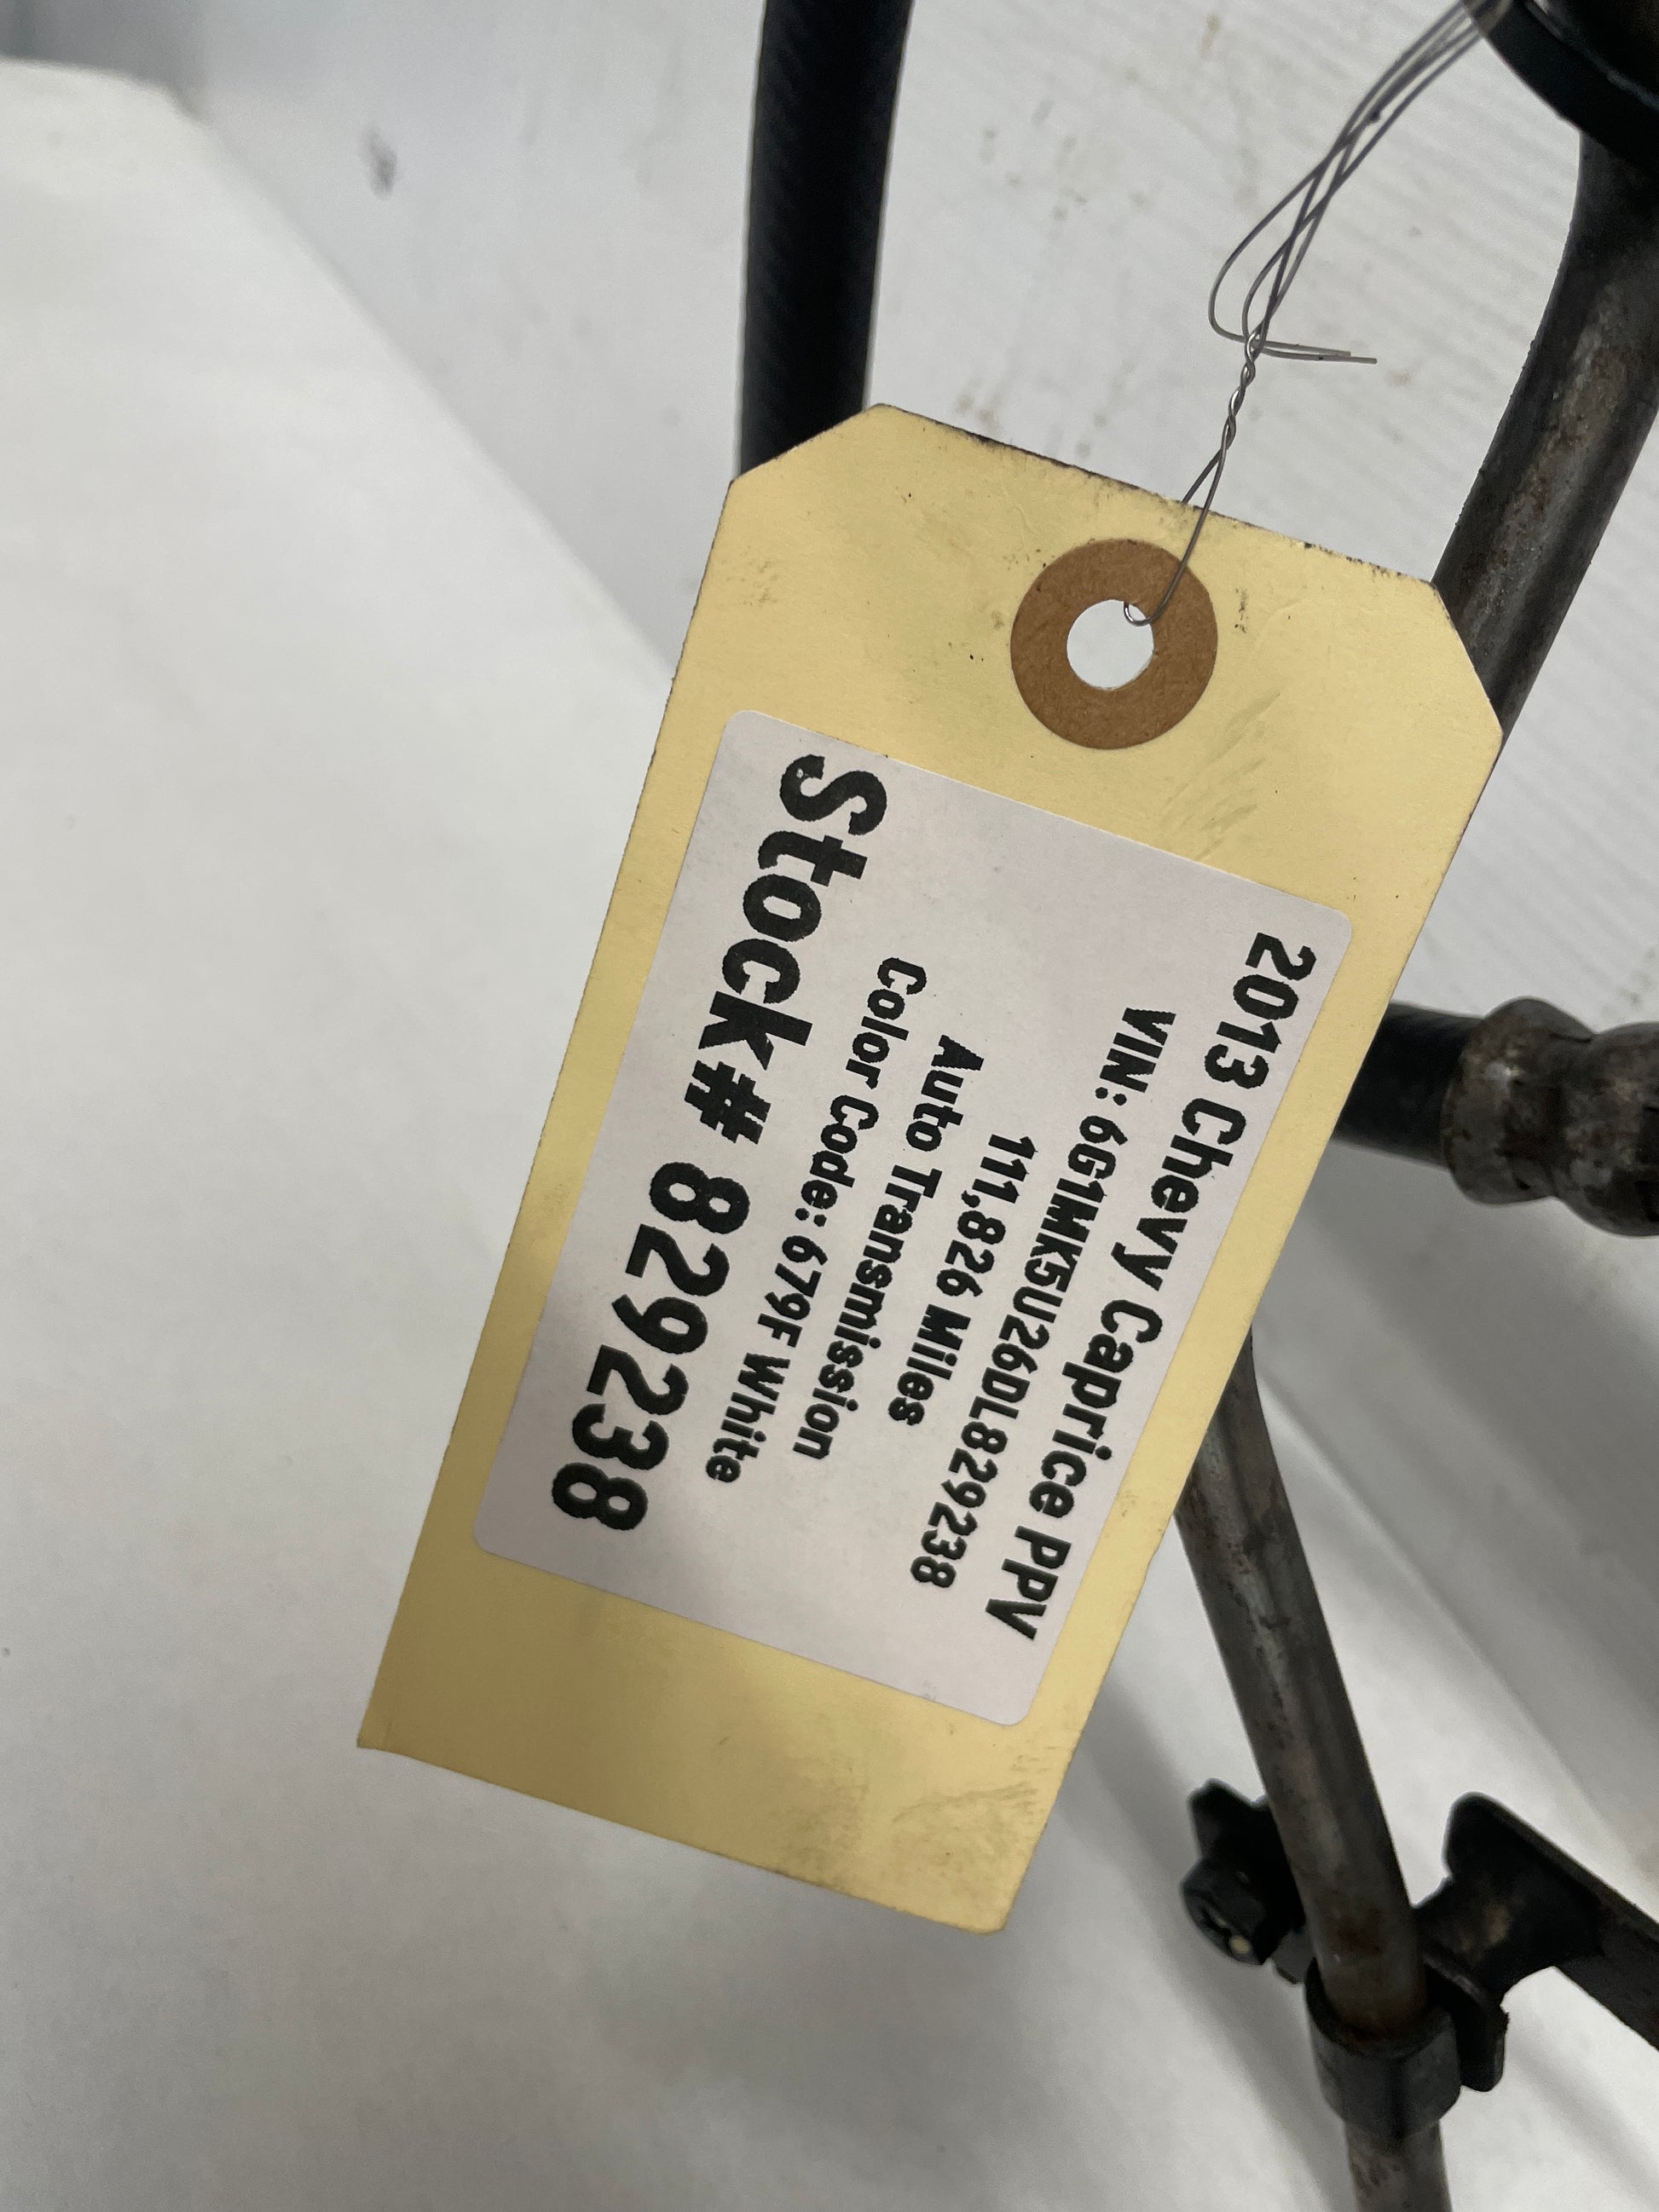 2013 Chevy Caprice PPV
VIN: 6G1MK5U26DL829238
111,826 Miles
Auto Transmission
Color Code: 679F White
Stock# 829238